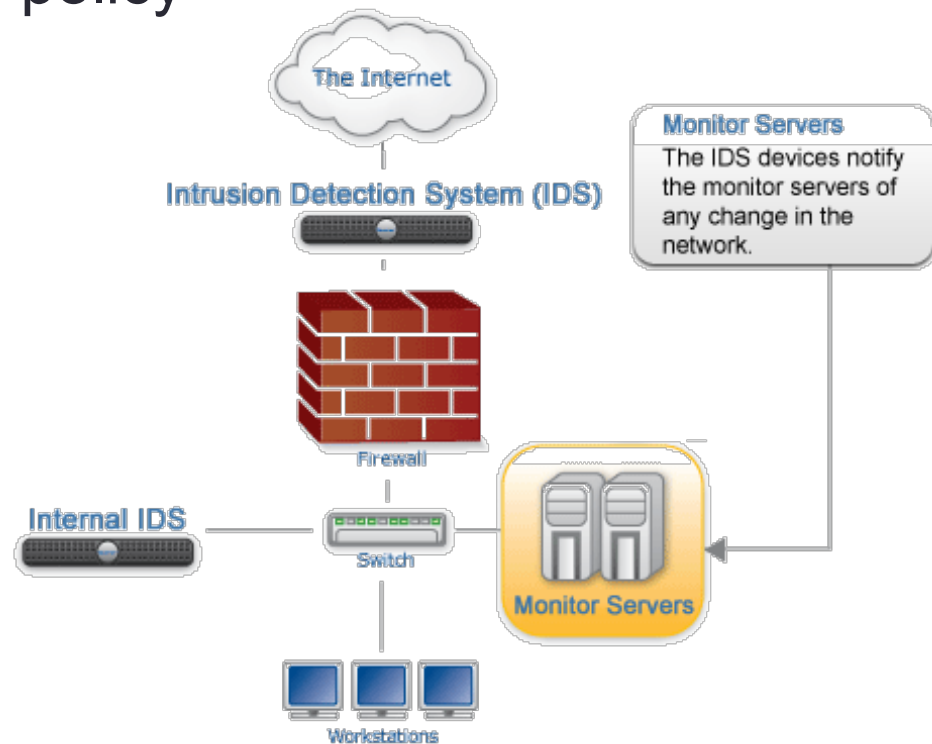 policy
The Internet
Intrusion Detection System (IDS)
Monitor Servers
The IDS devices notify
the monitor servers of
any change in the
network.
Firewall
Internal IDS
Switch
Monitor Servers
Workstations